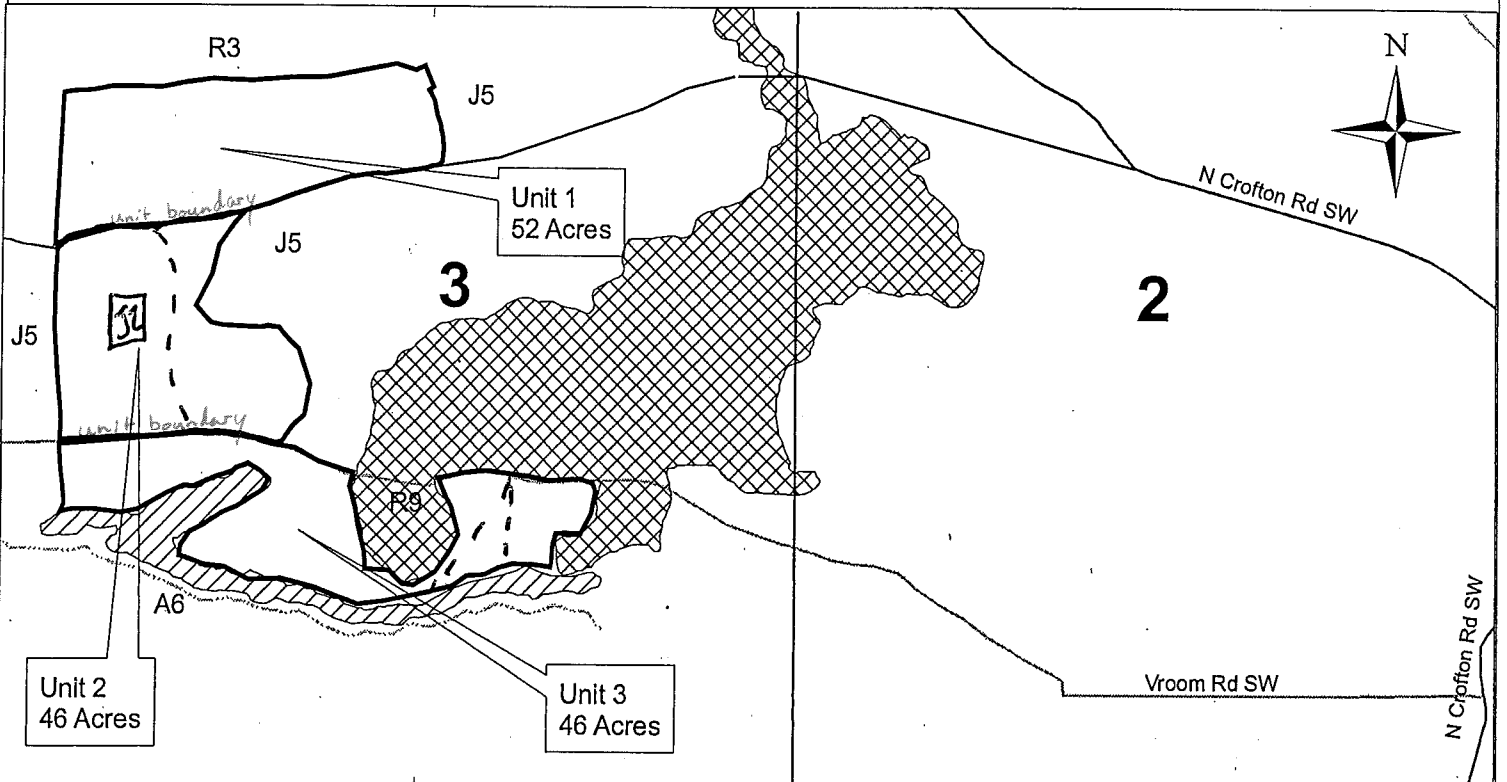 R3
N
J5
Unit 1
52 Acres
N Crofton Rd SW
unit boundary
J5
3
2
J5
J2
unit boundary
R9
A6
Unit 2
46 Acres
Unit 3
46 Acres
Vroom Rd SW
N Crofton Rd SW